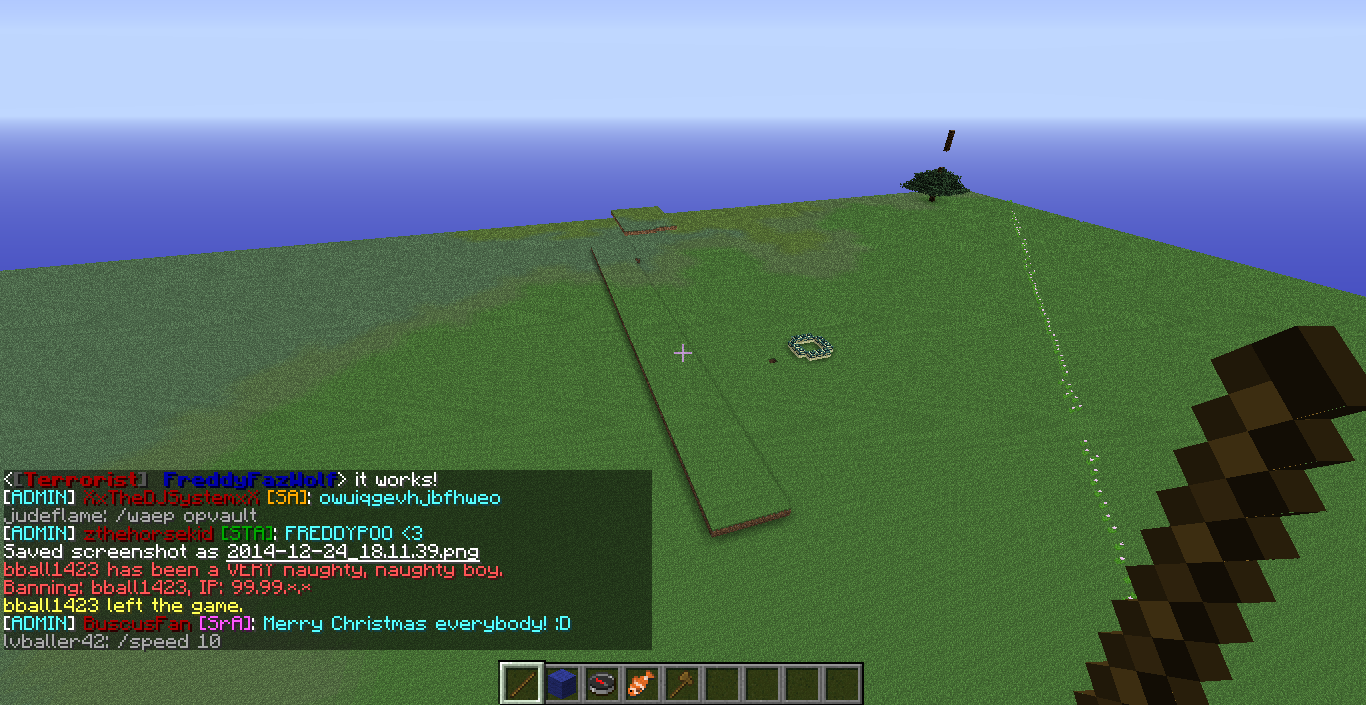 <[Terrorist] FreddyFazWolf> it works!
[ADMIN] XxTheDJSystemxX [SA]: owuiqgevhjbfhweo
judeflame: /waep opvault
[ADMIN] zthehorsekid [STA]: FREDDYPOO <3
Saved screenshot as 2014-12-24_18.11.39.png
bball1423 has been a VERY naughty, naughty boy.
Banning: bball1423, IP: 99.99.*.*
bball1423 left the game.
[ADMIN] BuscusFan [SrA]: Merry Christmas everybody! :D
lvballer42: /speed 10